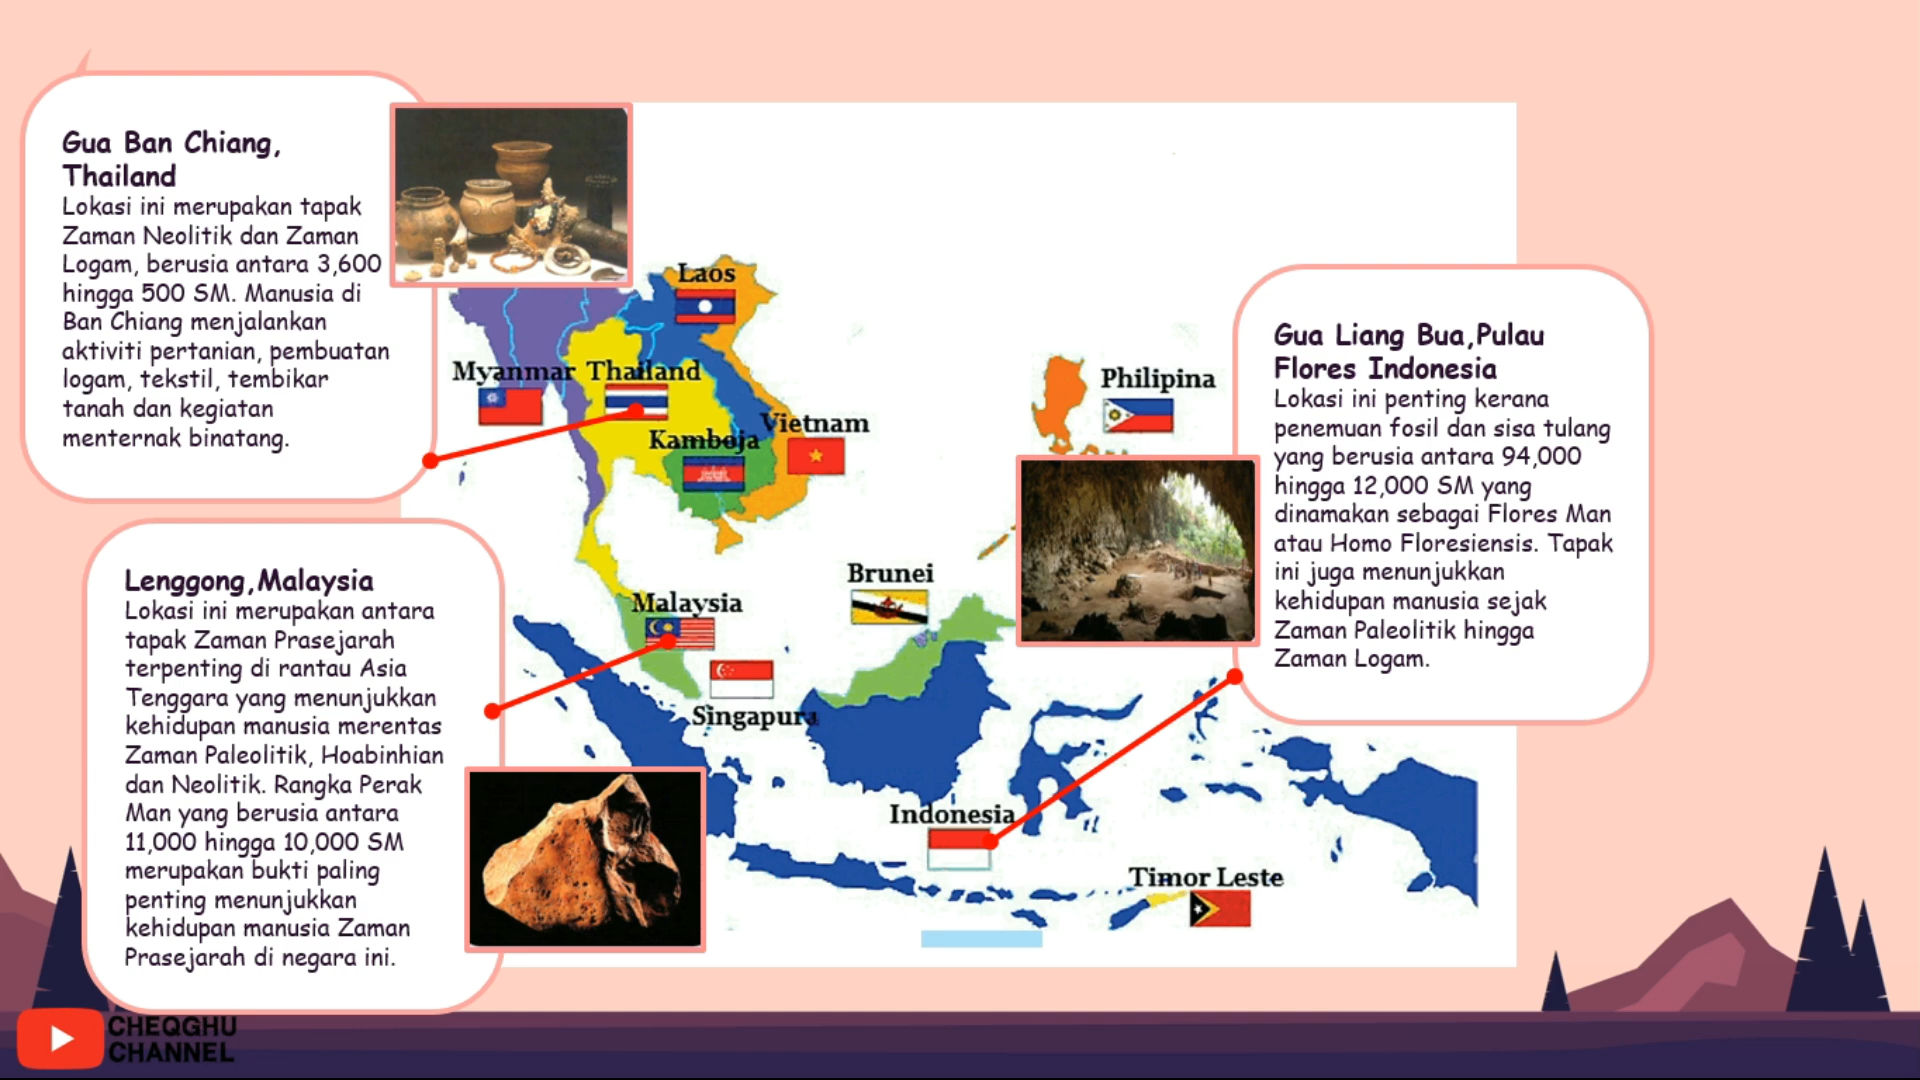 Gua Ban Chiang,
Thailand
Lokasi ini merupakan tapak
Zaman Neolitik dan Zaman
Logam, berusia antara 3,600
hingga 500 SM. Manusia di
Ban Chiang menjalankan
aktiviti pertanian, pembuatan
logam, tekstil, tembikar
tanah dan kegiatan
menternak binatang.
Lenggong,Malaysia
Lokasi ini merupakan antara
tapak Zaman Prasejarah
terpenting di rantau Asia
Tenggara yang menunjukkan
kehidupan manusia merentas
Zaman Paleolitik, Hoabinhian
dan Neolitik. Rangka Perak
Man yang berusia antara
11,000 hingga 10,000 SM
merupakan bukti paling
penting menunjukkan
kehidupan manusia Zaman
Prasejarah di negara ini.
Laos
Myanmar
Thailand
Vietnam
Kamboja
Philipina
Brunei
Malaysia
Singapura
Indonesia
Timor Leste
Gua Liang Bua,Pulau
Flores Indonesia
Lokasi ini penting kerana
penemuan fosil dan sisa tulang
yang berusia antara 94,000
hingga 12,000 SM yang
dinamakan sebagai Flores Man
atau Homo Floresiensis. Tapak
ini juga menunjukkan
kehidupan manusia sejak
Zaman Paleolitik hingga
Zaman Logam.
CHEQGHU
CHANNEL